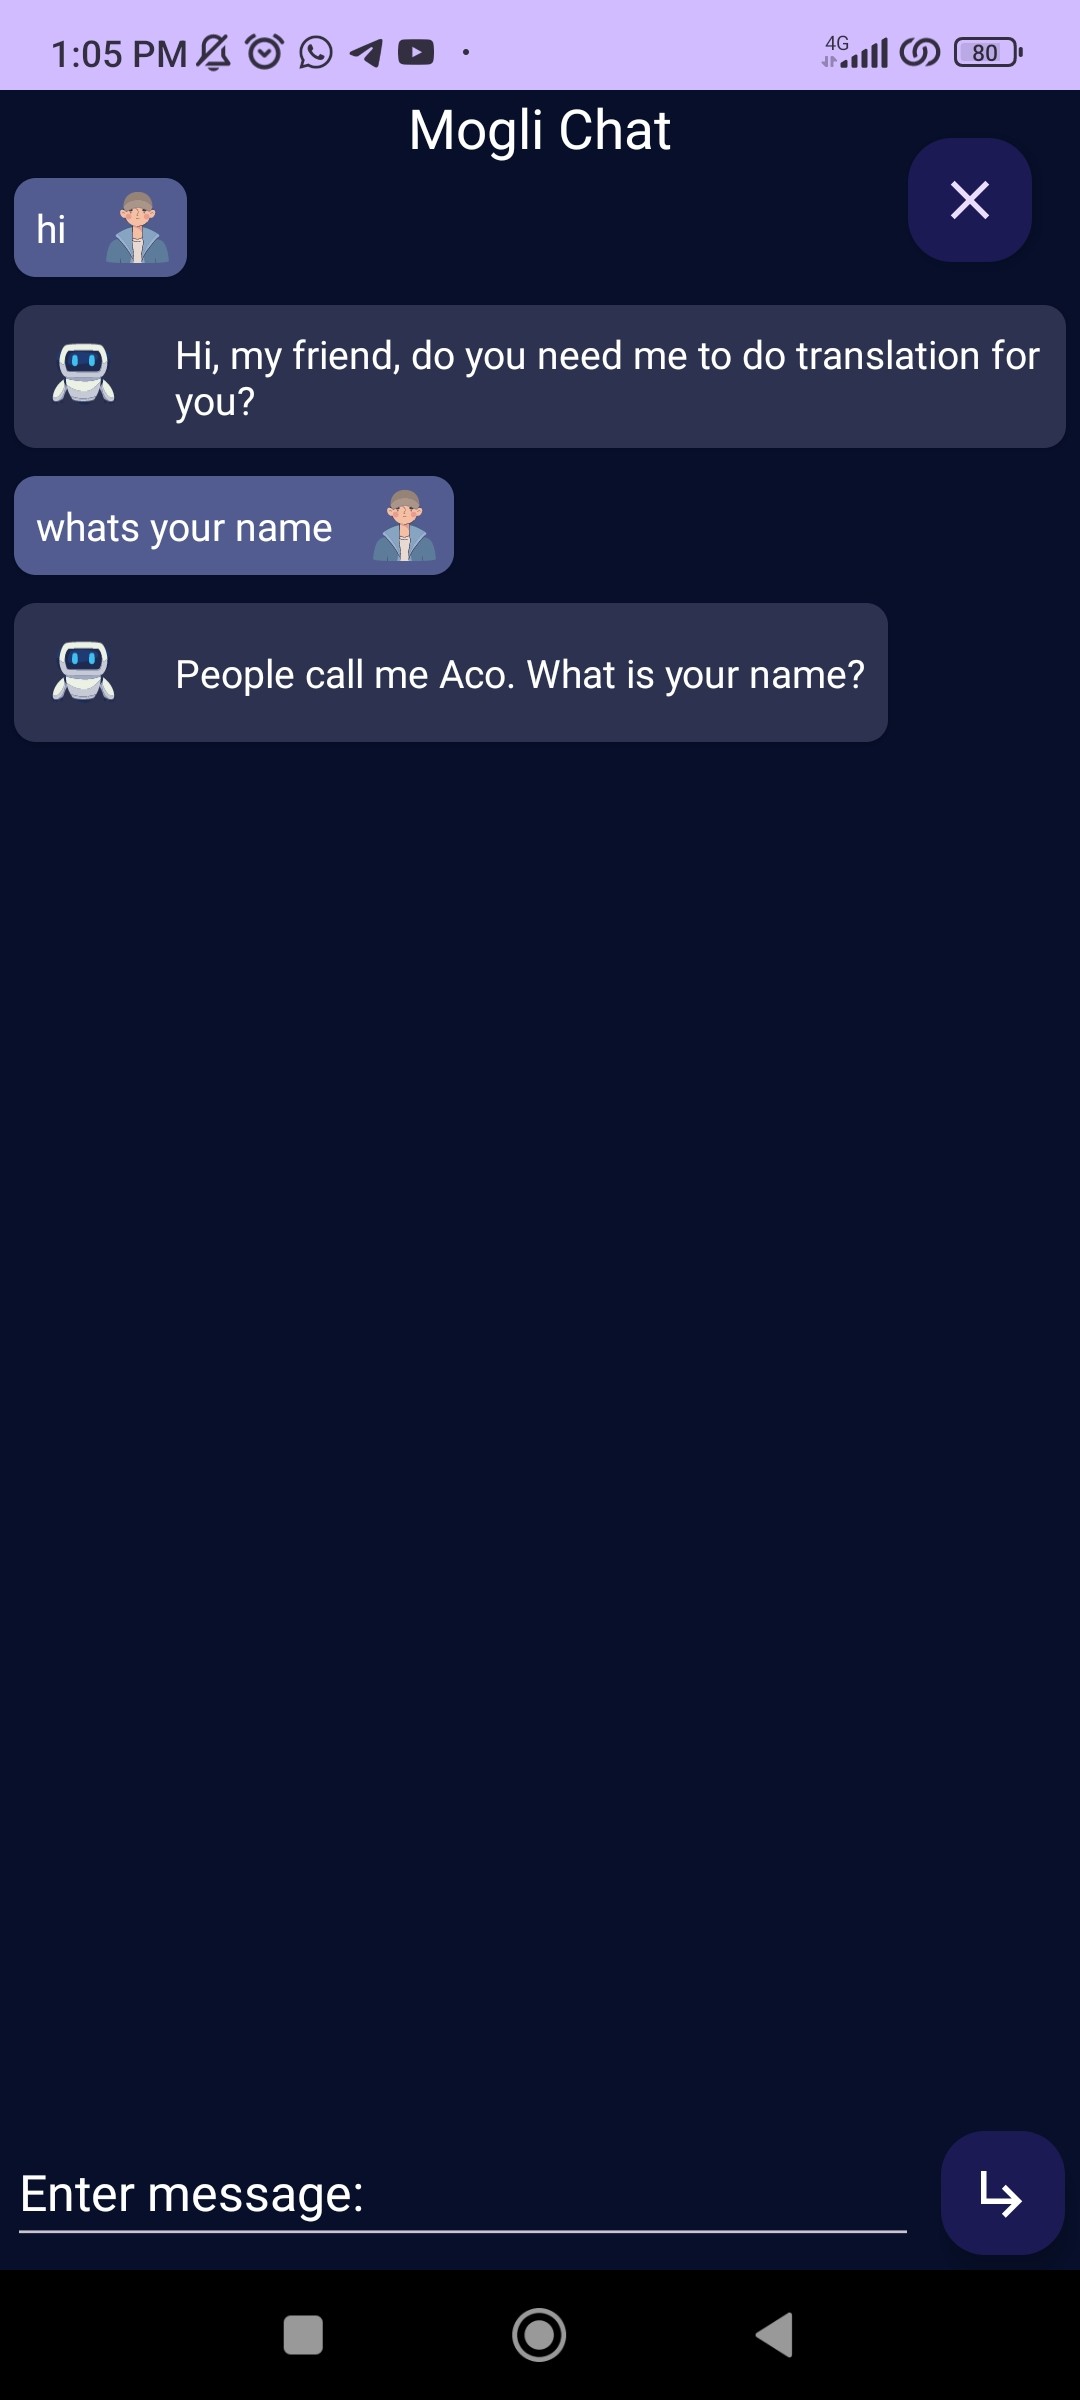 1:05 PM
4G
80
Mogli Chat
hi
Hi, my friend, do you need me to do translation for
you?
whats your name
People call me Aco. What is your name?
Enter message: